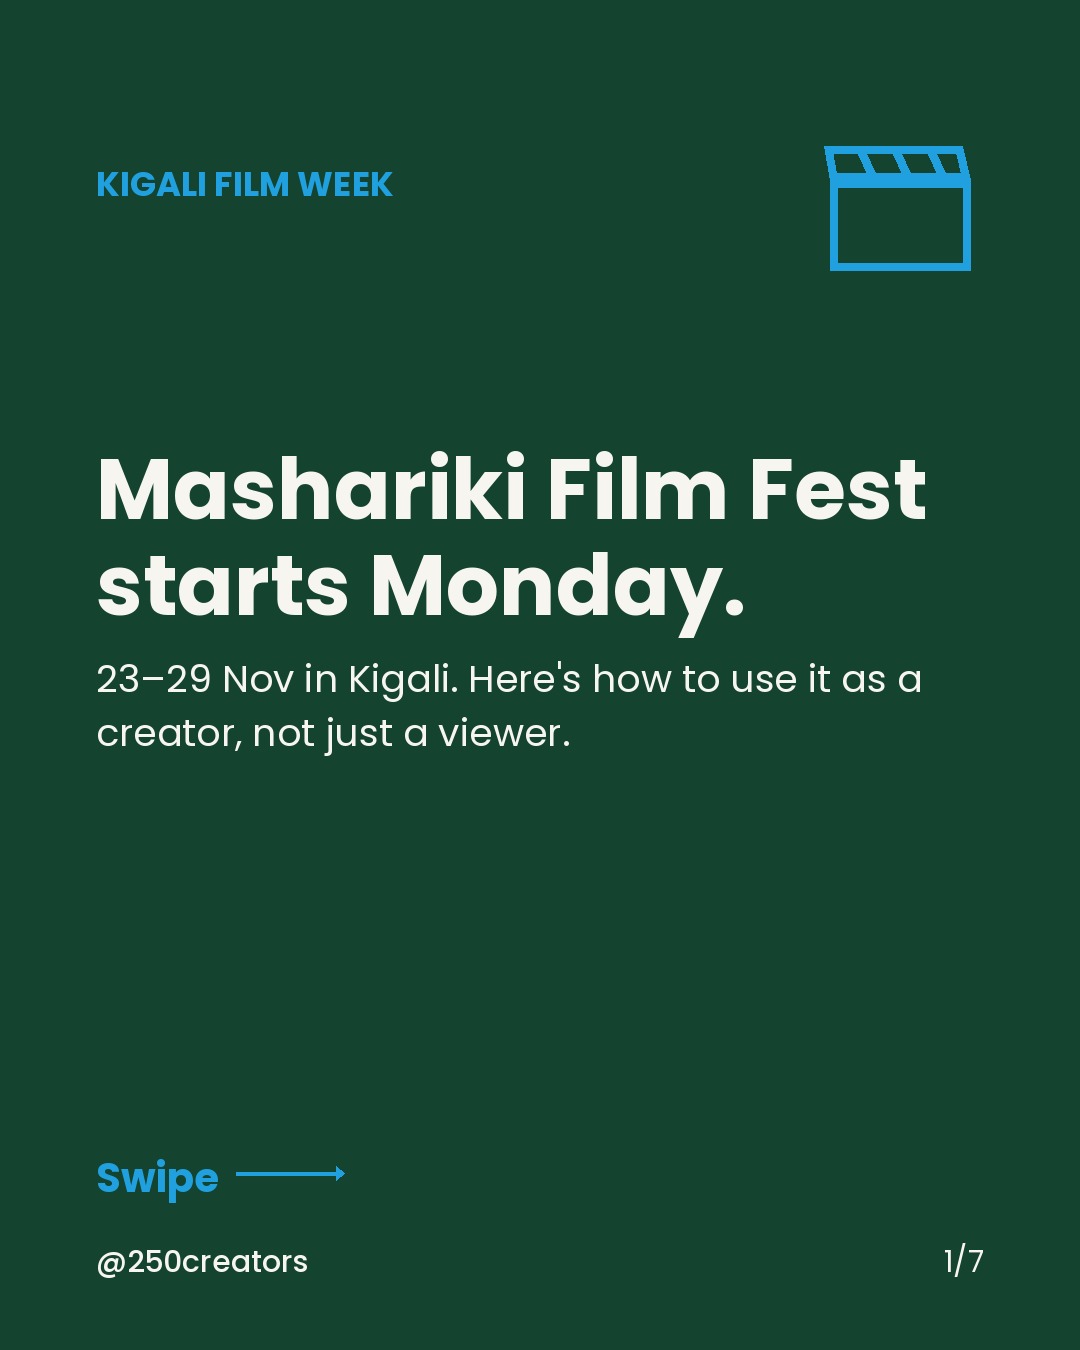 KIGALI FILM WEEK
Mashariki Film Fest
starts Monday.
23–29 Nov in Kigali. Here's how to use it as a
creator, not just a viewer.
Swipe
@250creators
1/7